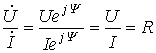 U̇/İ = Ue^{jΨ}/Ie^{jΨ} = U/I = R